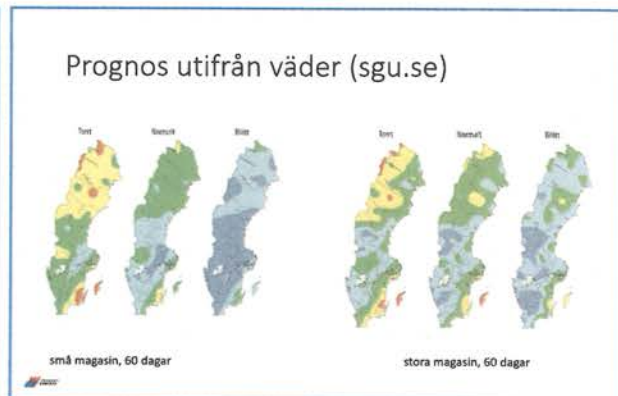 Prognos utifrån väder (sgu.se)
Torrt Normalt Blött
Torrt Normalt Blött
små magasin, 60 dagar
stora magasin, 60 dagar